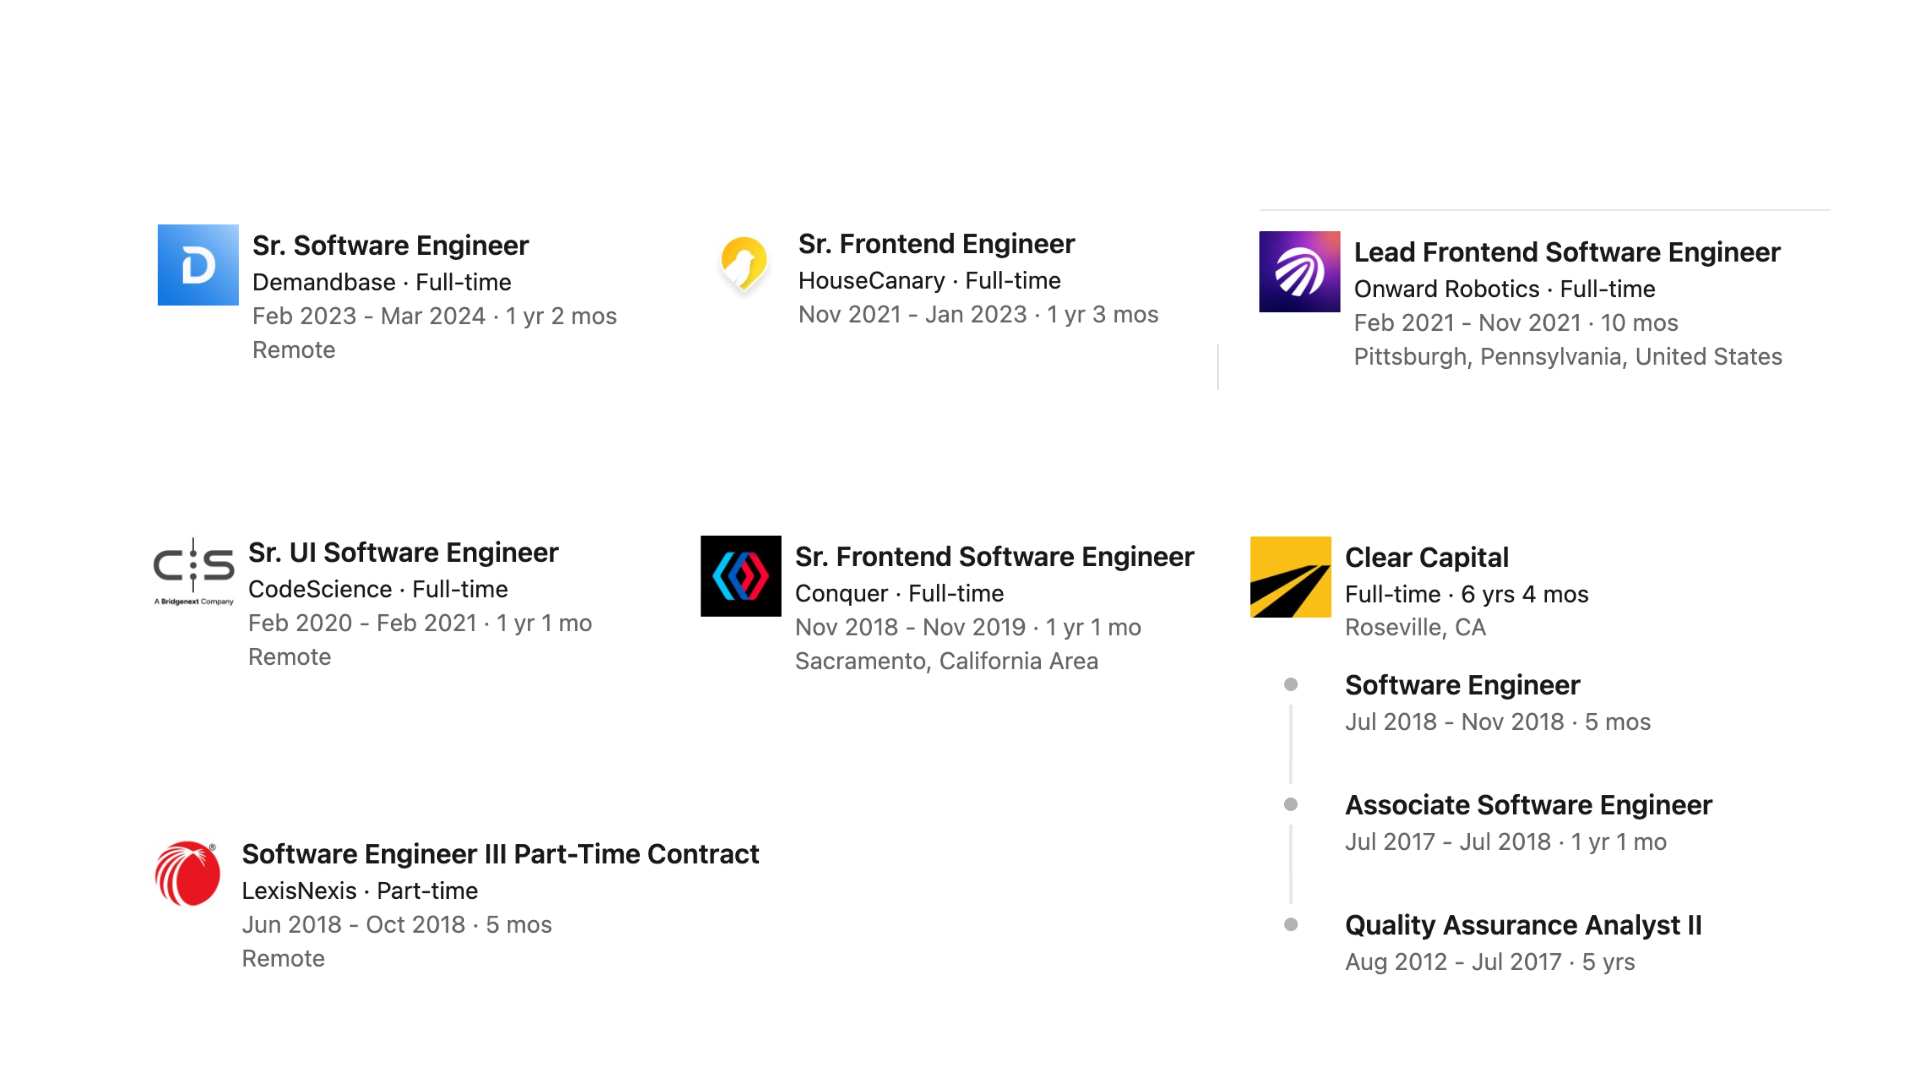 Sr. Software Engineer
Demandbase · Full-time
Feb 2023 - Mar 2024 · 1 yr 2 mos
Remote
Sr. Frontend Engineer
HouseCanary · Full-time
Nov 2021 - Jan 2023 · 1 yr 3 mos
Lead Frontend Software Engineer
Onward Robotics · Full-time
Feb 2021 - Nov 2021 · 10 mos
Pittsburgh, Pennsylvania, United States
C:S
A Bridgenext Company
Sr. UI Software Engineer
CodeScience · Full-time
Feb 2020 - Feb 2021 · 1 yr 1 mo
Remote
Sr. Frontend Software Engineer
Conquer · Full-time
Nov 2018 - Nov 2019 · 1 yr 1 mo
Sacramento, California Area
Clear Capital
Full-time · 6 yrs 4 mos
Roseville, CA
Software Engineer
Jul 2018 - Nov 2018 · 5 mos
Associate Software Engineer
Jul 2017 - Jul 2018 · 1 yr 1 mo
Quality Assurance Analyst II
Aug 2012 - Jul 2017 · 5 yrs
Software Engineer III Part-Time Contract
LexisNexis · Part-time
Jun 2018 - Oct 2018 · 5 mos
Remote